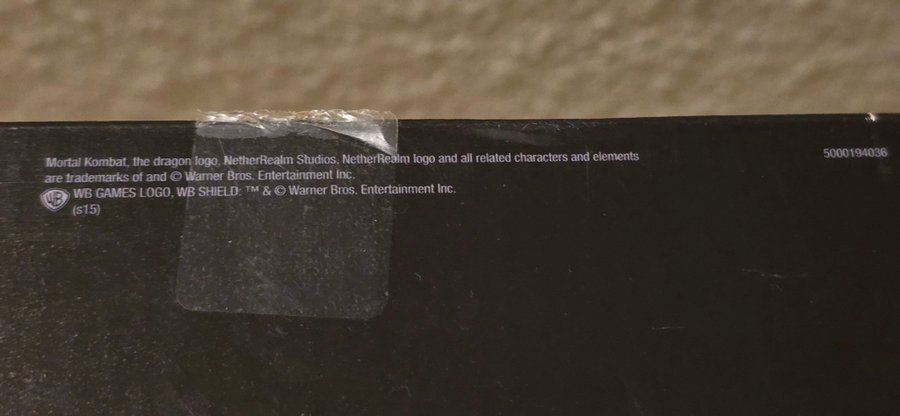 Mortal Kombat, the dragon logo, NetherRealm Studios, NetherRealm logo and all related characters and elements
are trademarks of and © Warner Bros. Entertainment Inc.
WB WB GAMES LOGO, WB SHIELD: ™ & © Warner Bros. Entertainment Inc.
(s15)
5000194036